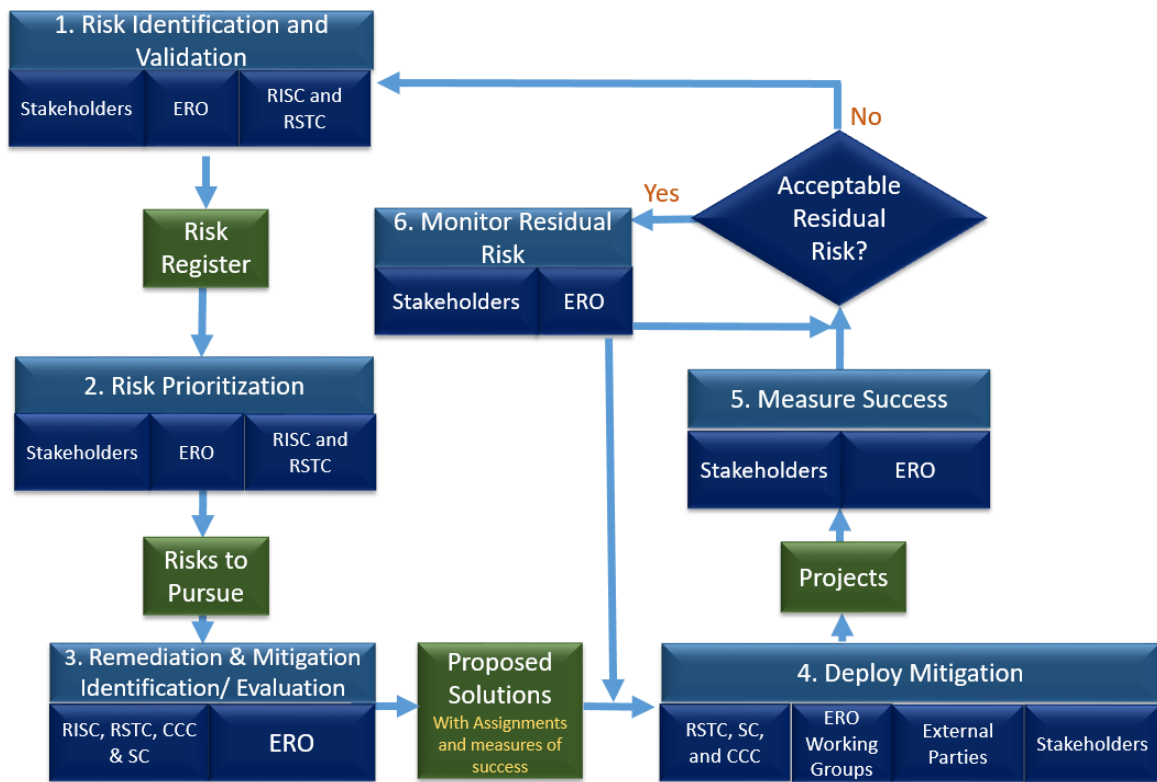 1. Risk Identification and
Validation
Stakeholders
ERO
RISC and
RSTC
Risk
Register
2. Risk Prioritization
Stakeholders
ERO
RISC and
RSTC
Risks to
Pursue
3. Remediation & Mitigation
Identification/ Evaluation
RISC, RSTC, CCC
& SC
ERO
Proposed
Solutions
With Assignments
and measures of
success
4. Deploy Mitigation
RSTC, SC,
and CCC
ERO
Working
Groups
External
Parties
Stakeholders
Projects
5. Measure Success
Stakeholders
ERO
Acceptable
Residual
Risk?
No
Yes
6. Monitor Residual
Risk
Stakeholders
ERO